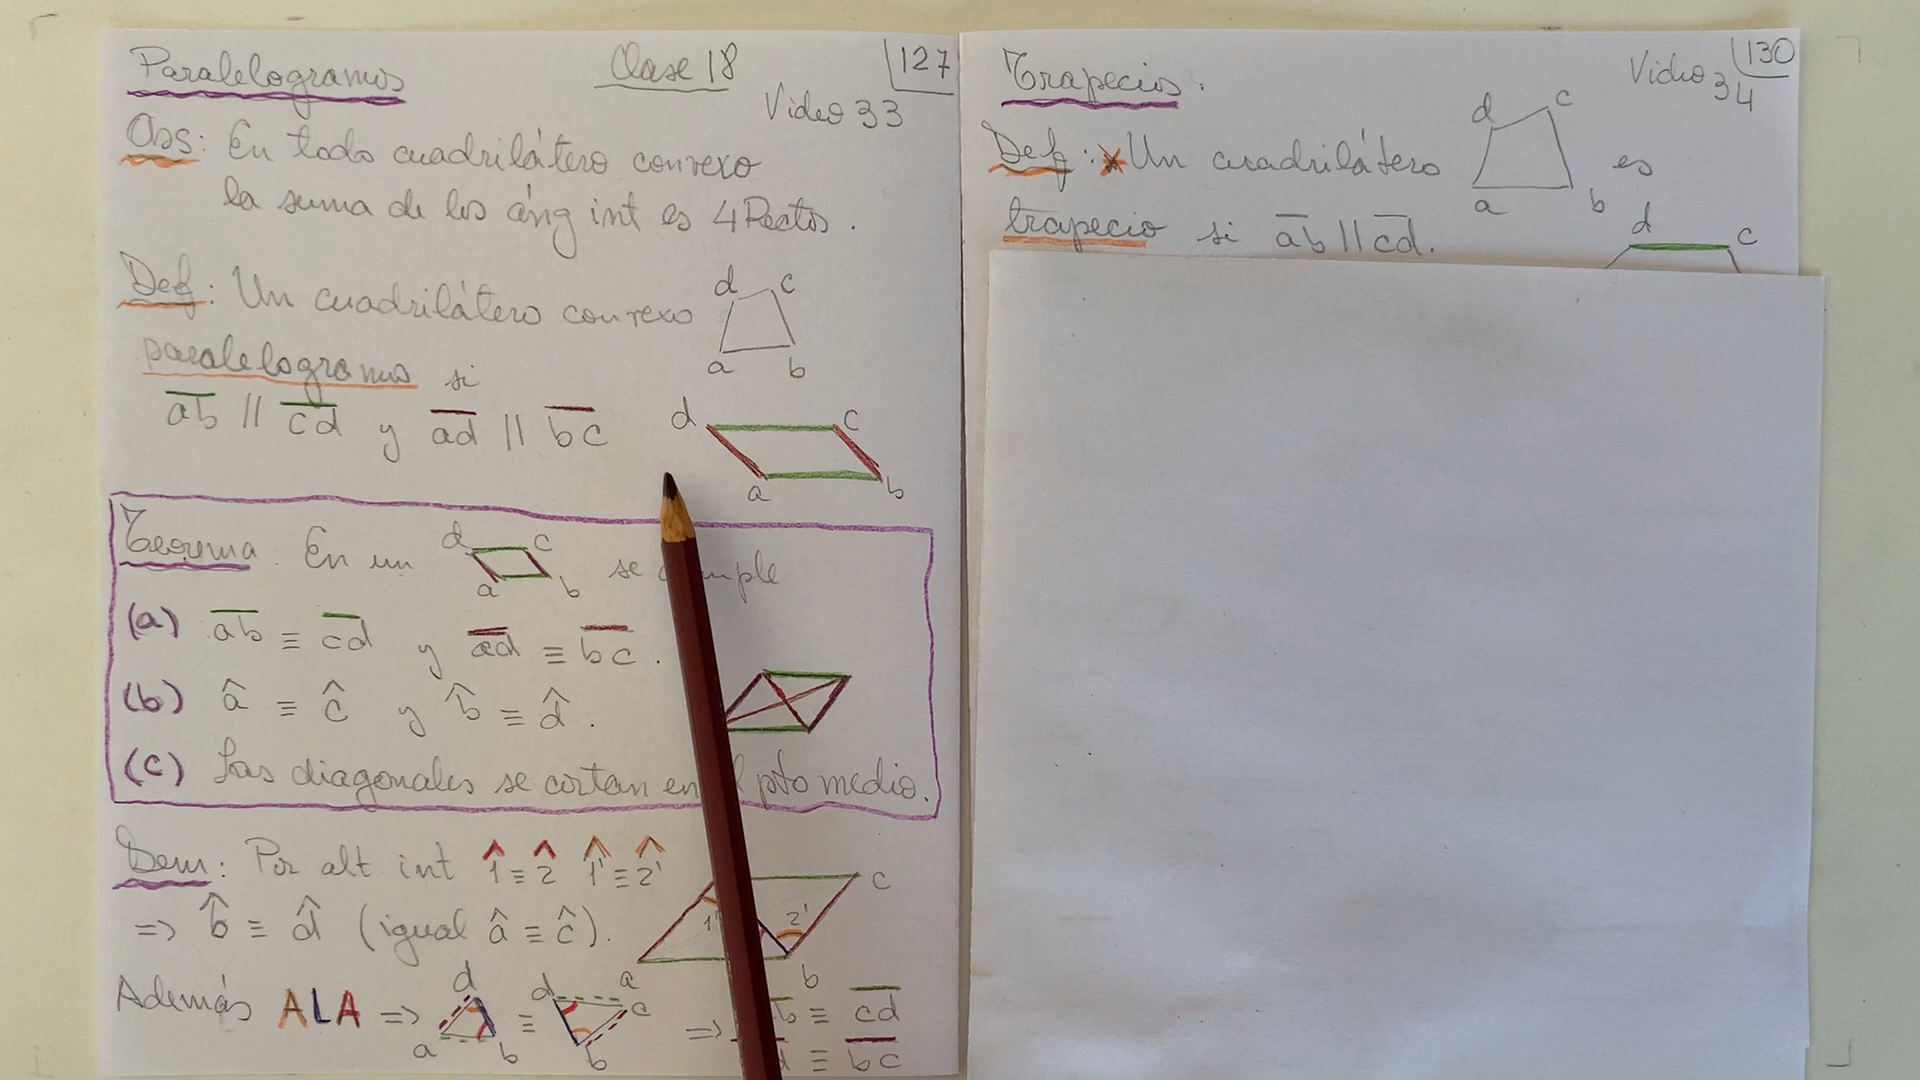 Paralelogramos
Clase 18
127
Video 33
Obs: En todo cuadrilátero convexo
la suma de los áng int es 4 Rectos.
Def: Un cuadrilátero convexo
d c
a b
paralelogramo si
ab // cd y ad // bc
d c
a b
Teorema. En un
d c
a b
se
(a) ab ≡ cd y ad ≡ bc.
(b) â ≡ ĉ y b̂ ≡ d̂.
(c) Las diagonales se cortan en pto medio.
Dem: Por alt int 1̂ ≡ 2̂ 1̂' ≡ 2̂'
=> b̂ ≡ d̂ (igual â ≡ ĉ).
c
1' 2'
a b
Además ALA =>
d
a b
≡
d a
c
b
=> b ≡ cd
≡ bc
Trapecios.
Video 34
130
Def: * Un cuadrilátero
d c
a b
es
trapecio si ab // cd.
d c